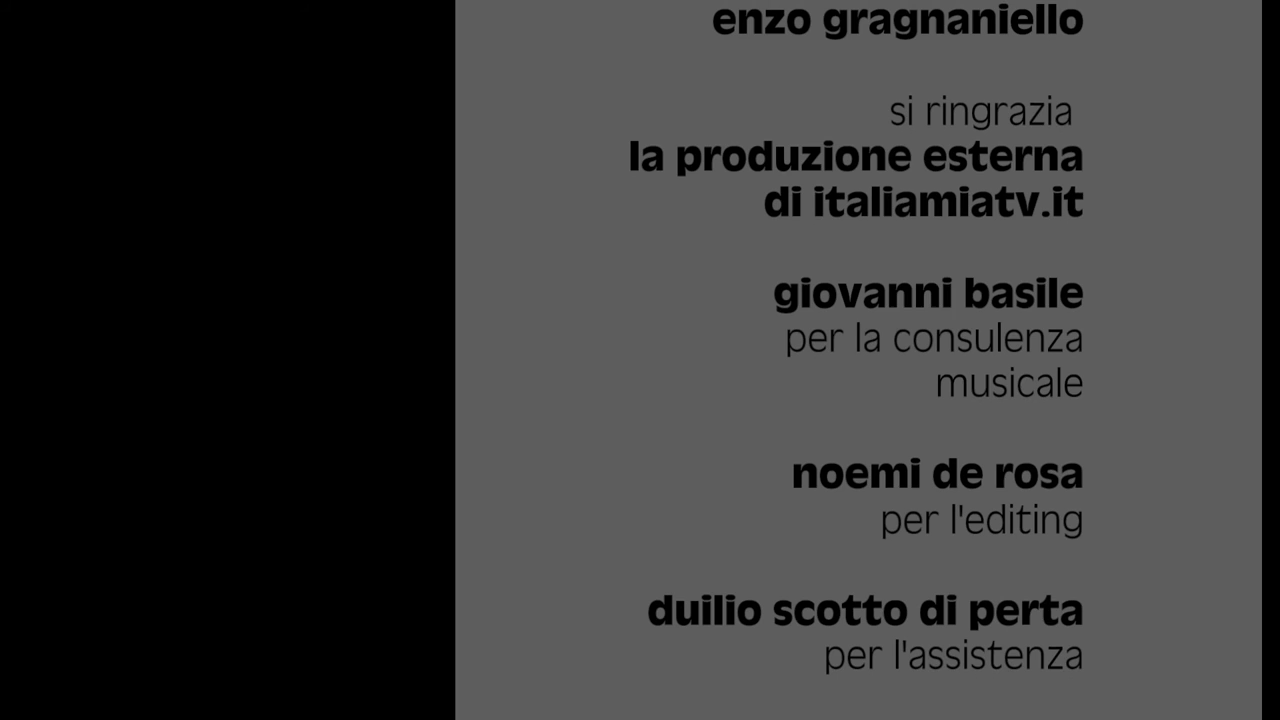 enzo gragnaniello
si ringrazia
la produzione esterna
di italiamiatv.it
giovanni basile
per la consulenza
musicale
noemi de rosa
per l'editing
duilio scotto di perta
per l'assistenza